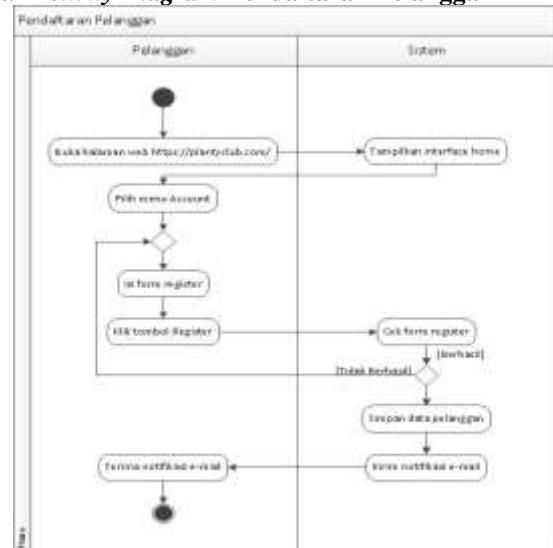 Pendaftaran Pelanggan
Pelanggan
Sistem
Buka halaman web https://plantyclub.com/
Tampilkan interface home
Pilih menu Account
Isi form register
Klik tombol Register
Cek form register
[Berhasil]
[Tidak Berhasil]
Simpan data pelanggan
Terima notifikasi e-mail
Kirim notifikasi e-mail